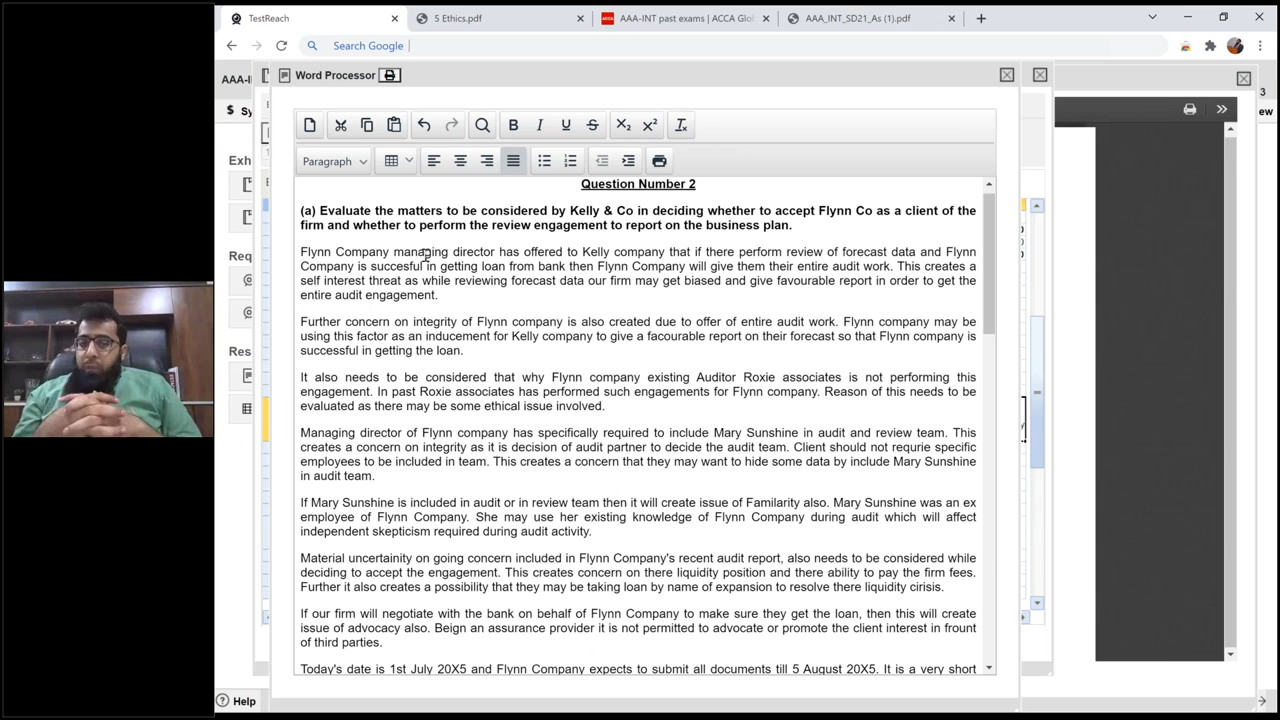 TestReach
5 Ethics.pdf
AAA-INT past exams | ACCA Glo
AAA_INT_SD21_As (1).pdf
Search Google
AAA-I
Word Processor
3
$ Sy
ew
Paragraph
Exh
Req
Res
Question Number 2
(a) Evaluate the matters to be considered by Kelly & Co in deciding whether to accept Flynn Co as a client of the
firm and whether to perform the review engagement to report on the business plan.
Flynn Company managing director has offered to Kelly company that if there perform review of forecast data and Flynn
Company is succesful in getting loan from bank then Flynn Company will give them their entire audit work. This creates a
self interest threat as while reviewing forecast data our firm may get biased and give favourable report in order to get the
entire audit engagement.
Further concern on integrity of Flynn company is also created due to offer of entire audit work. Flynn company may be
using this factor as an inducement for Kelly company to give a facourable report on their forecast so that Flynn company is
successful in getting the loan.
It also needs to be considered that why Flynn company existing Auditor Roxie associates is not performing this
engagement. In past Roxie associates has performed such engagements for Flynn company. Reason of this needs to be
evaluated as there may be some ethical issue involved.
Managing director of Flynn company has specifically required to include Mary Sunshine in audit and review team. This
creates a concern on integrity as it is decision of audit partner to decide the audit team. Client should not requrie specific
employees to be included in team. This creates a concern that they may want to hide some data by include Mary Sunshine
in audit team.
If Mary Sunshine is included in audit or in review team then it will create issue of Familarity also. Mary Sunshine was an ex
employee of Flynn Company. She may use her existing knowledge of Flynn Company during audit which will affect
independent skepticism required during audit activity.
Material uncertainty on going concern included in Flynn Company's recent audit report, also needs to be considered while
deciding to accept the engagement. This creates concern on there liquidity position and there ability to pay the firm fees.
Further it also creates a possibility that they may be taking loan by name of expansion to resolve there liquidity cirisis.
If our firm will negotiate with the bank on behalf of Flynn Company to make sure they get the loan, then this will create
issue of advocacy also. Beign an assurance provider it is not permitted to advocate or promote the client interest in frount
of third parties.
Today's date is 1st July 20X5 and Flynn Company expects to submit all documents till 5 August 20X5. It is a very short
Help